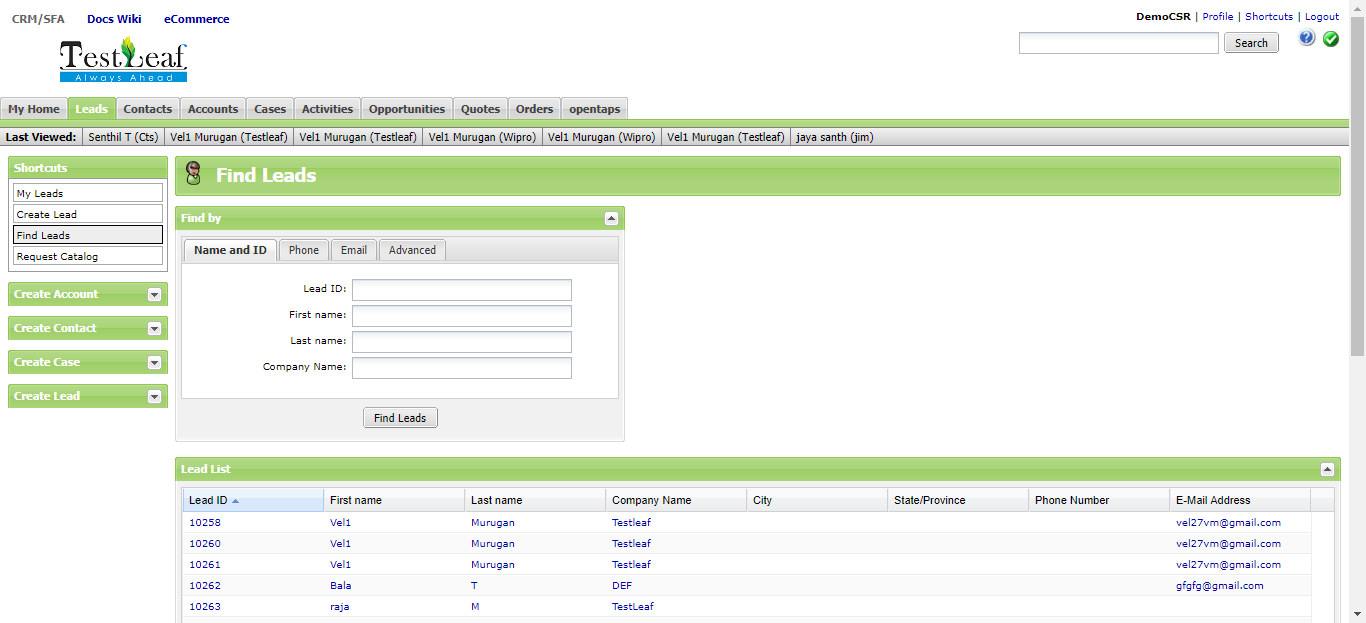 CRM/SFA Docs Wiki eCommerce
DemoCSR | Profile | Shortcuts | Logout
Search
TestLeaf
Always Ahead
My Home Leads Contacts Accounts Cases Activities Opportunities Quotes Orders opentaps
Last Viewed: Senthil T (Cts) Vel1 Murugan (Testleaf) Vel1 Murugan (Testleaf) Vel1 Murugan (Wipro) Vel1 Murugan (Wipro) Vel1 Murugan (Testleaf) jaya santh (jim)
Shortcuts
My Leads
Create Lead
Find Leads
Request Catalog
Create Account
Create Contact
Create Case
Create Lead
Find Leads
Find by
Name and ID Phone Email Advanced
Lead ID:
First name:
Last name:
Company Name:
Find Leads
Lead List
Lead ID First name Last name Company Name City State/Province Phone Number E-Mail Address
10258 Vel1 Murugan Testleaf vel27vm@gmail.com
10260 Vel1 Murugan Testleaf vel27vm@gmail.com
10261 Vel1 Murugan Testleaf vel27vm@gmail.com
10262 Bala T DEF gfgfg@gmail.com
10263 raja M TestLeaf